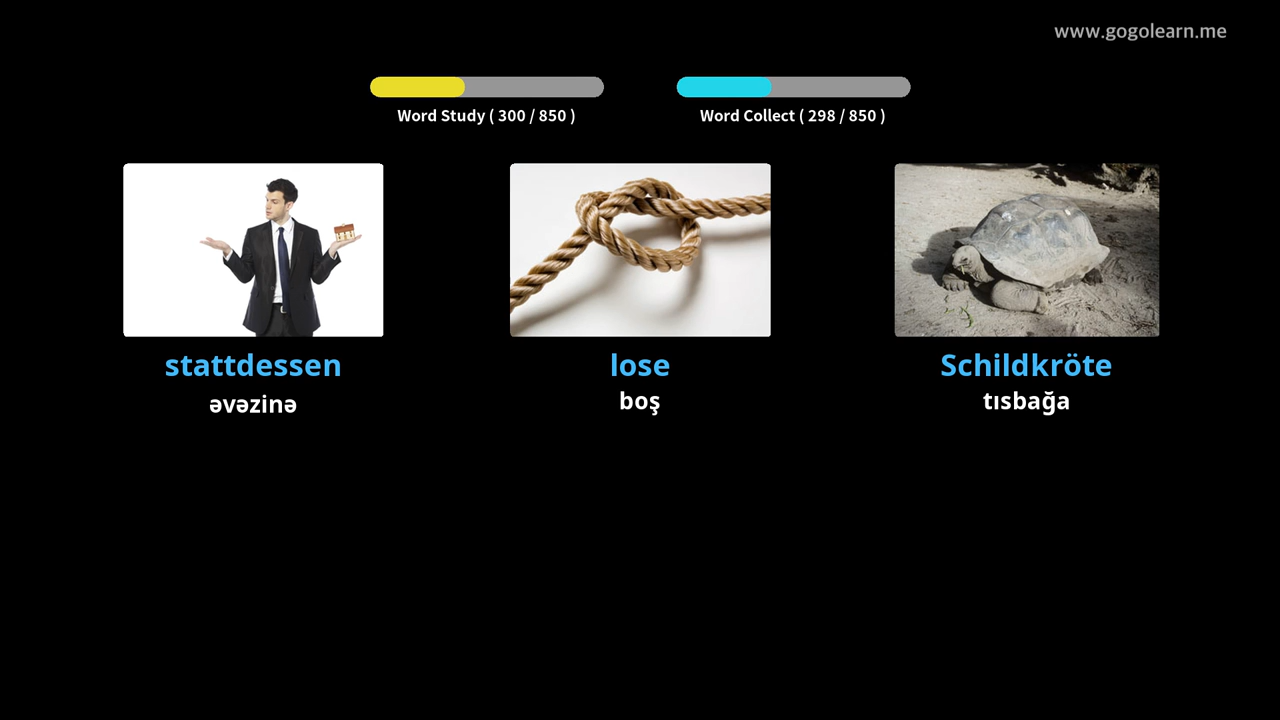 www.gogolearn.me
Word Study ( 300 / 850 )
Word Collect ( 298 / 850 )
stattdessen
əvəzinə
lose
boş
Schildkröte
tısbağa